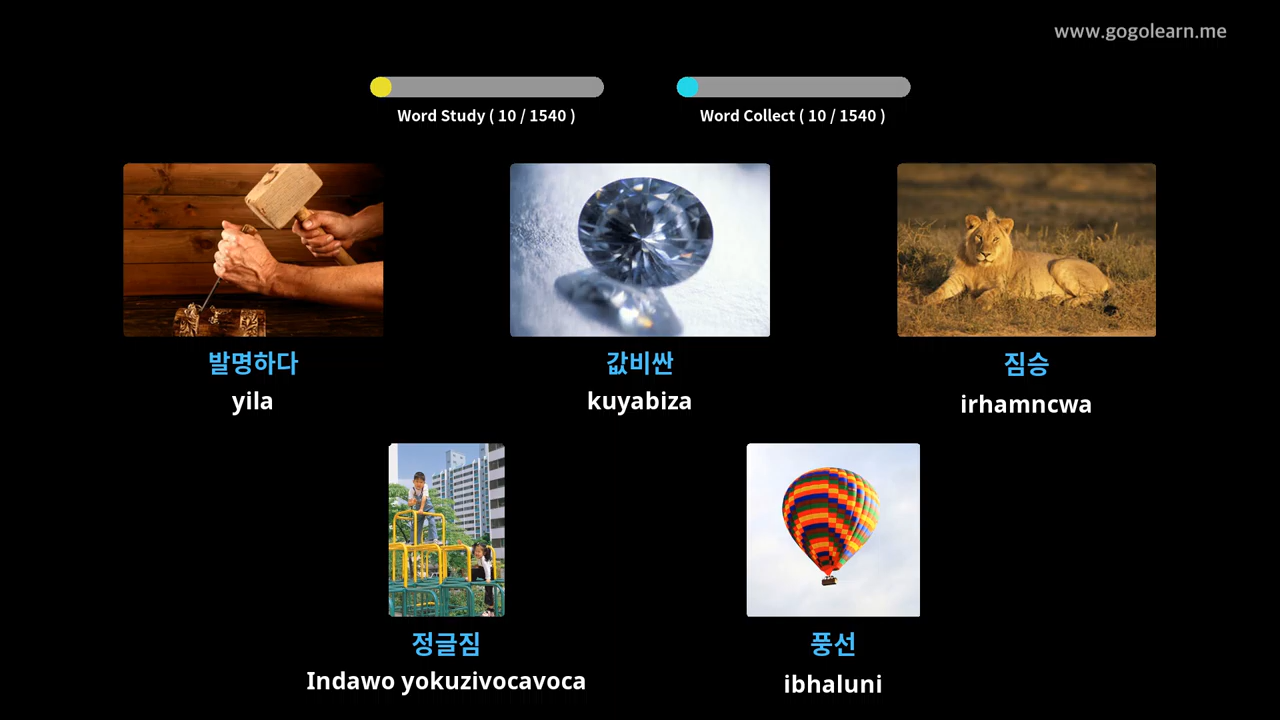 www.gogolearn.me
Word Study ( 10 / 1540 )
Word Collect ( 10 / 1540 )
발명하다
yila
값비싼
kuyabiza
짐승
irhamncwa
정글짐
Indawo yokuzivocavoca
풍선
ibhaluni